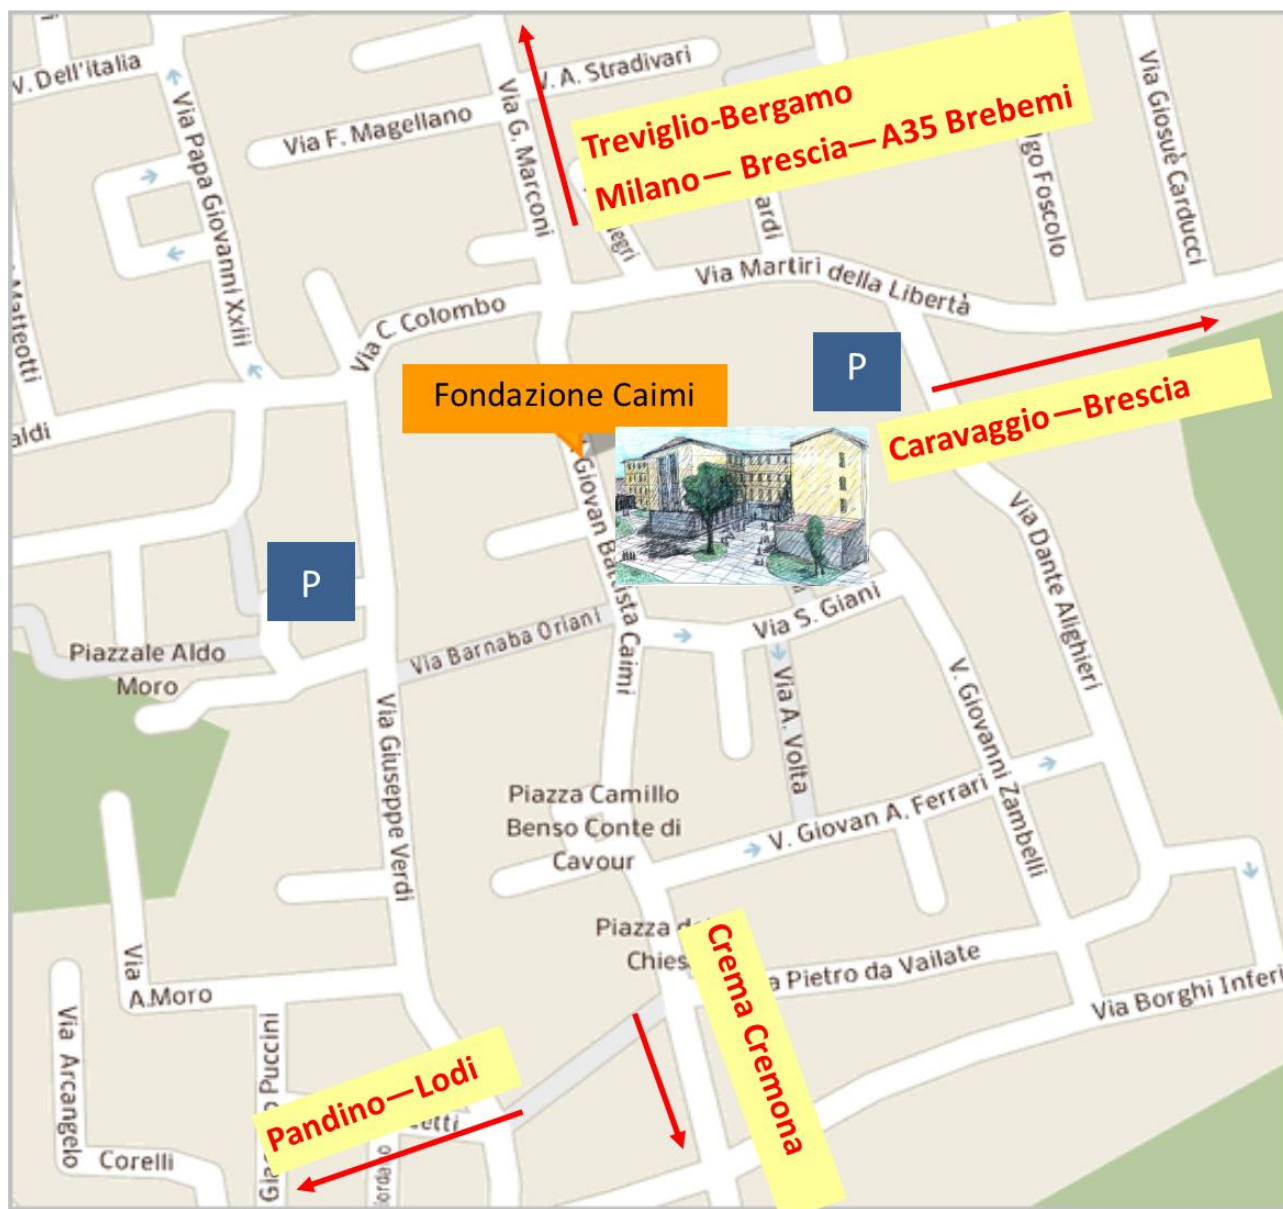 V. Dell'italia
V. A. Stradivari
Via Giosuè Carducci
Via F. Magellano
Via G. Marconi
Treviglio-Bergamo
Milano— Brescia—A35 Brebemi
Via Papa Giovanni Xxiii
Foscolo
Matteotti
Via Martiri della Libertà
Via C. Colombo
P
Fondazione Caimi
Caravaggio—Brescia
Giovan Battista Caimi
Via Dante Alighieri
P
Via S. Giani
Via Barnaba Oriani
Piazzale Aldo
Moro
Via Giuseppe Verdi
Via A. Volta
V. Giovanni Zambelli
Piazza Camillo
Benso Conte di
Cavour
V. Giovan A. Ferrari
Piazza
Crema Cremona
Pietro da Vailate
Via Borghi Inferi
Via
A.Moro
Via Arcangelo
Corelli
Puccini
Pandino—Lodi